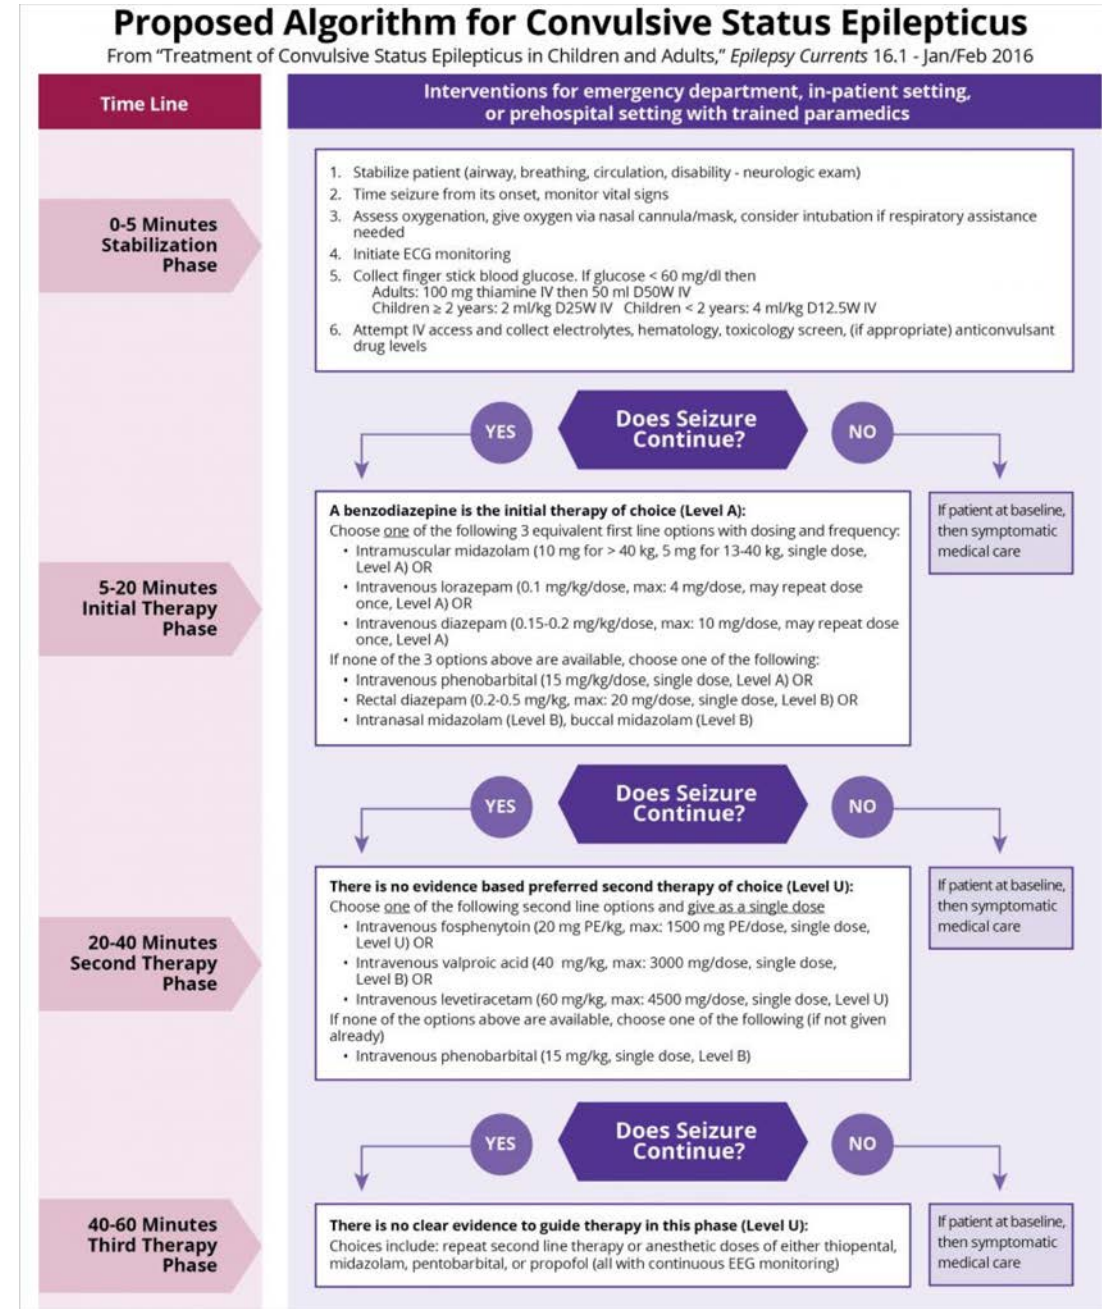 Proposed Algorithm for Convulsive Status Epilepticus
From “Treatment of Convulsive Status Epilepticus in Children and Adults,” Epilepsy Currents 16.1 - Jan/Feb 2016
Time Line
Interventions for emergency department, in-patient setting,
or prehospital setting with trained paramedics
0-5 Minutes
Stabilization
Phase
1. Stabilize patient (airway, breathing, circulation, disability - neurologic exam)
2. Time seizure from its onset, monitor vital signs
3. Assess oxygenation, give oxygen via nasal cannula/mask, consider intubation if respiratory assistance
needed
4. Initiate ECG monitoring
5. Collect finger stick blood glucose. If glucose < 60 mg/dl then
Adults: 100 mg thiamine IV then 50 ml D50W IV
Children ≥ 2 years: 2 ml/kg D25W IV Children < 2 years: 4 ml/kg D12.5W IV
6. Attempt IV access and collect electrolytes, hematology, toxicology screen, (if appropriate) anticonvulsant
drug levels
YES
Does Seizure
Continue?
NO
5-20 Minutes
Initial Therapy
Phase
A benzodiazepine is the initial therapy of choice (Level A):
Choose one of the following 3 equivalent first line options with dosing and frequency:
• Intramuscular midazolam (10 mg for > 40 kg, 5 mg for 13-40 kg, single dose,
Level A) OR
• Intravenous lorazepam (0.1 mg/kg/dose, max: 4 mg/dose, may repeat dose
once, Level A) OR
• Intravenous diazepam (0.15-0.2 mg/kg/dose, max: 10 mg/dose, may repeat dose
once, Level A)
If none of the 3 options above are available, choose one of the following:
• Intravenous phenobarbital (15 mg/kg/dose, single dose, Level A) OR
• Rectal diazepam (0.2-0.5 mg/kg, max: 20 mg/dose, single dose, Level B) OR
• Intranasal midazolam (Level B), buccal midazolam (Level B)
If patient at baseline,
then symptomatic
medical care
YES
Does Seizure
Continue?
NO
20-40 Minutes
Second Therapy
Phase
There is no evidence based preferred second therapy of choice (Level U):
Choose one of the following second line options and give as a single dose
• Intravenous fosphenytoin (20 mg PE/kg, max: 1500 mg PE/dose, single dose,
Level U) OR
• Intravenous valproic acid (40 mg/kg, max: 3000 mg/dose, single dose,
Level B) OR
• Intravenous levetiracetam (60 mg/kg, max: 4500 mg/dose, single dose, Level U)
If none of the options above are available, choose one of the following (if not given
already)
• Intravenous phenobarbital (15 mg/kg, single dose, Level B)
If patient at baseline,
then symptomatic
medical care
YES
Does Seizure
Continue?
NO
40-60 Minutes
Third Therapy
Phase
There is no clear evidence to guide therapy in this phase (Level U):
Choices include: repeat second line therapy or anesthetic doses of either thiopental,
midazolam, pentobarbital, or propofol (all with continuous EEG monitoring)
If patient at baseline,
then symptomatic
medical care